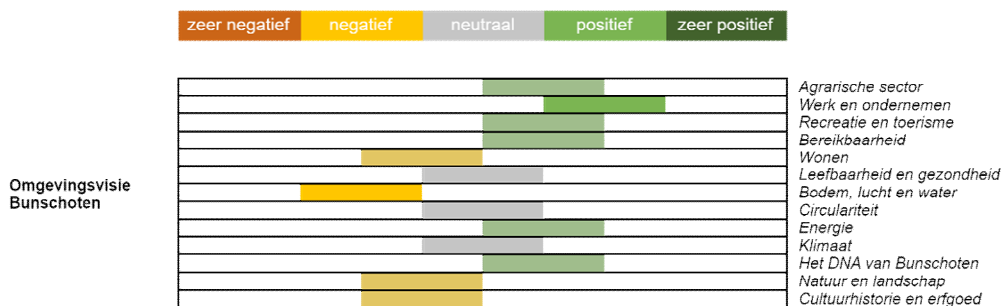 zeer negatief negatief neutraal positief zeer positief
Agrarische sector
Werk en ondernemen
Recreatie en toerisme
Bereikbaarheid
Wonen
Leefbaarheid en gezondheid
Omgevingsvisie
Bunschoten
Bodem, lucht en water
Circulariteit
Energie
Klimaat
Het DNA van Bunschoten
Natuur en landschap
Cultuurhistorie en erfgoed